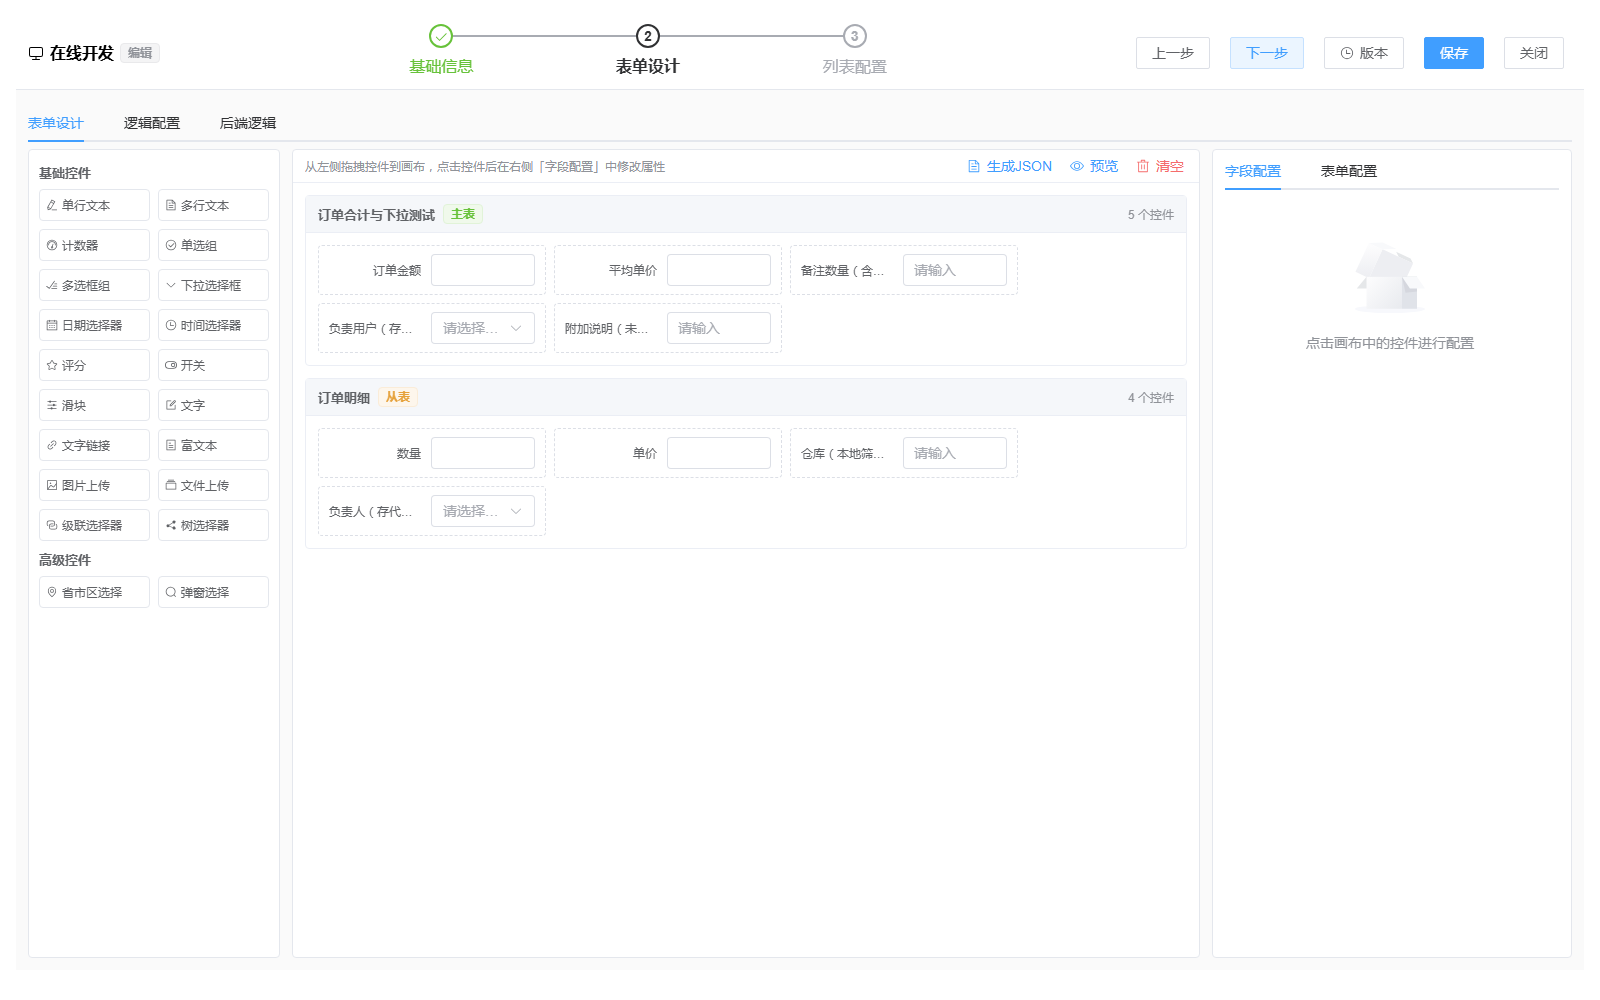 在线开发 编辑
基础信息
2
表单设计
3
列表配置
上一步 下一步 版本 保存 关闭
表单设计 逻辑配置 后端逻辑
基础控件
单行文本 多行文本
计数器 单选组
多选框组 下拉选择框
日期选择器 时间选择器
评分 开关
滑块 文字
文字链接 富文本
图片上传 文件上传
级联选择器 树选择器
高级控件
省市区选择 弹窗选择
从左侧拖拽控件到画布，点击控件后在右侧「字段配置」中修改属性 生成JSON 预览 清空
订单合计与下拉测试 主表 5 个控件
订单金额 平均单价 备注数量（含... 请输入
负责用户（存... 请选择... 附加说明（未... 请输入
订单明细 从表 4 个控件
数量 单价 仓库（本地筛... 请输入
负责人（存代... 请选择...
字段配置 表单配置
点击画布中的控件进行配置